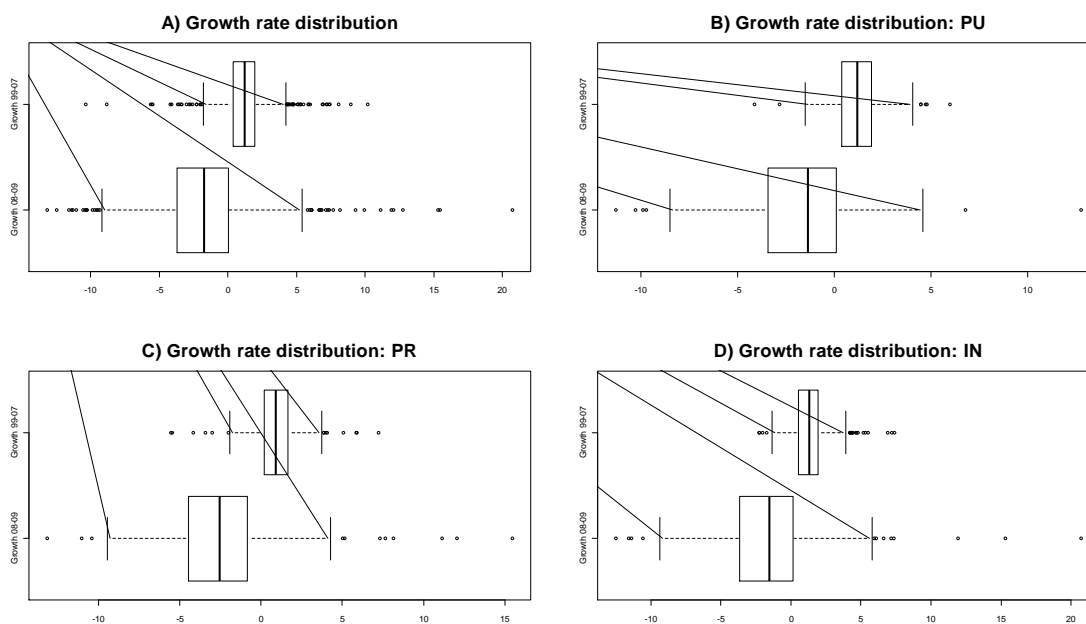 A) Growth rate distribution
Growth 99-07
Growth 08-09
-10 -5 0 5 10 15 20
B) Growth rate distribution: PU
Growth 99-07
Growth 08-09
-10 -5 0 5 10
C) Growth rate distribution: PR
Growth 99-07
Growth 08-09
-10 -5 0 5 10 15
D) Growth rate distribution: IN
Growth 99-07
Growth 08-09
-10 -5 0 5 10 15 20